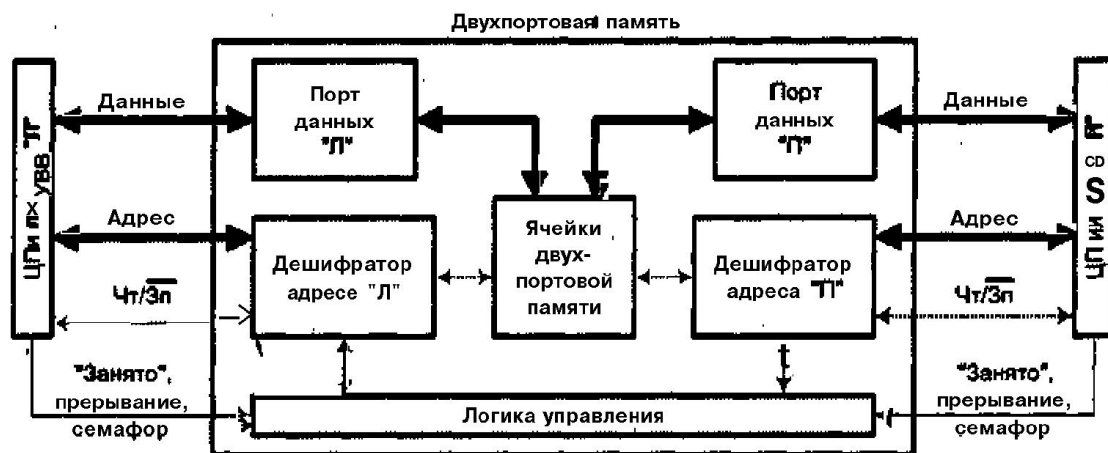 Двухпортовая память
Данные
Порт
данных
"Л"
Порт
данных
"П"
Данные
Адрес
Дешифратор
адресе "Л"
Ячейки
двух-
портовой
памяти
Дешифратор
адреса "П"
Адрес
Чт/Зп
Чт/Зп
"Занято",
прерывание,
семафор
Логика управления
"Занято",
прерывание,
семафор